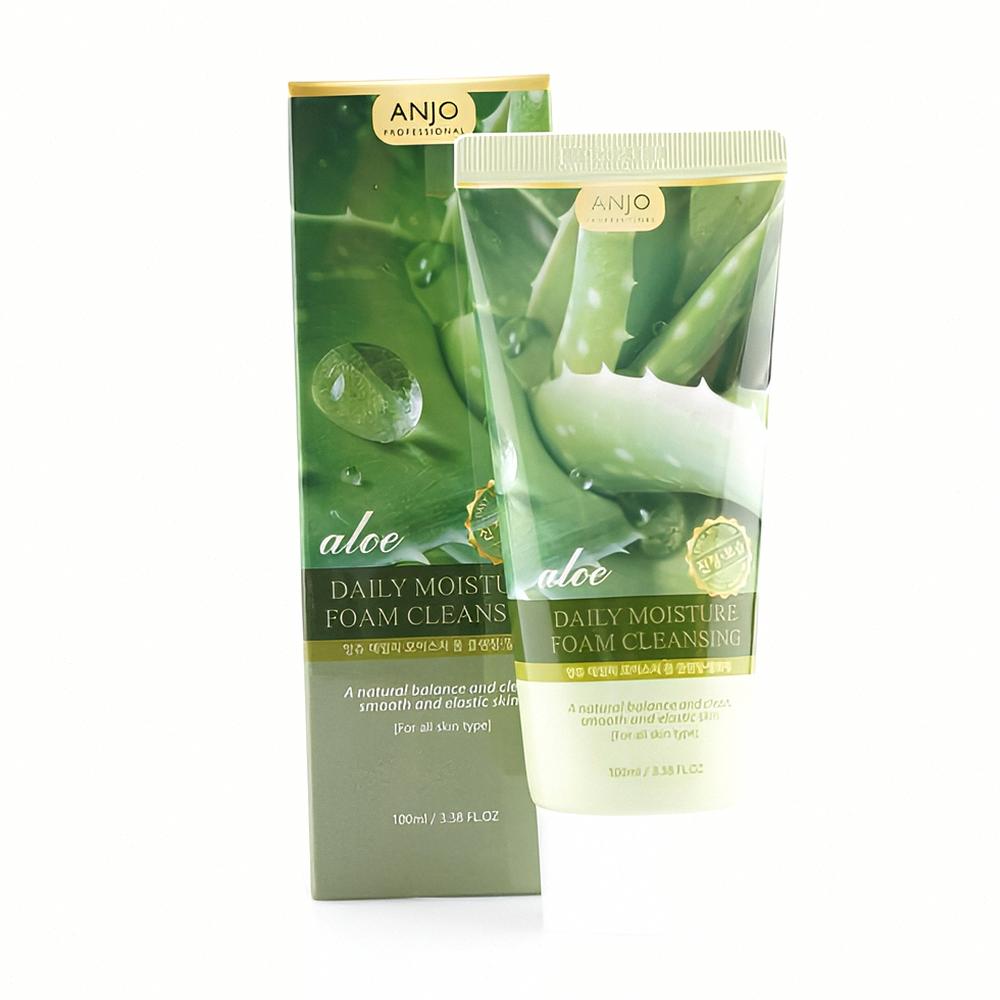 ANJO
PROFESSIONAL
aloe
DAILY MOISTU
FOAM CLEANS
A natural balance and cle
smooth and elastic skin
[For all skin type]
100ml / 3.38 FL.OZ
ANJO
PROFESSIONAL
aloe
DAILY MOISTURE
FOAM CLEANSING
A natural balance and clear,
smooth and elastic skin
[For all skin type]
100ml / 3.38 FL.OZ